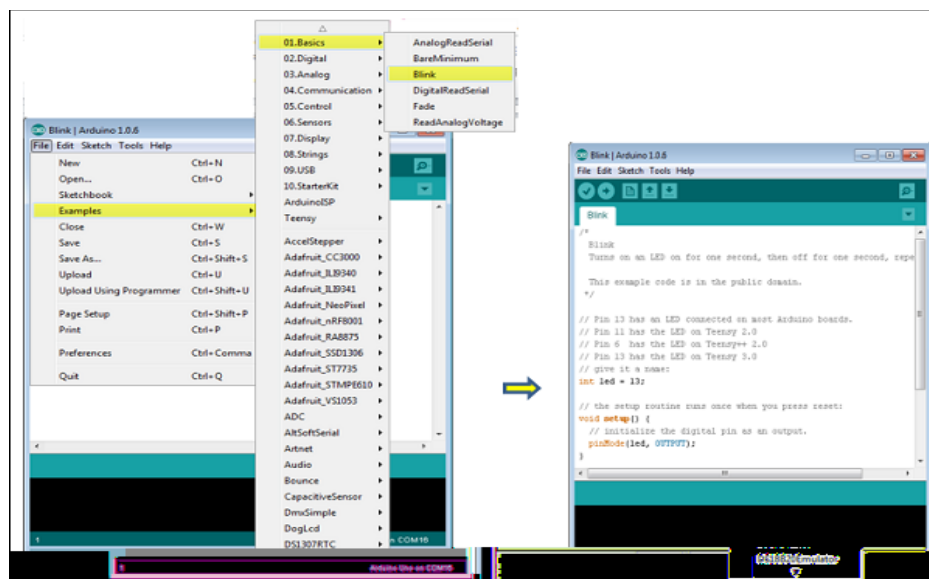 01.Basics
02.Digital
03.Analog
04.Communication
05.Control
06.Sensors
07.Display
08.Strings
09.USB
10.StarterKit
ArduinoISP
Teensy
AccelStepper
Adafruit_CC3000
Adafruit_ILI9340
Adafruit_ILI9341
Adafruit_NeoPixel
Adafruit_nRF8001
Adafruit_RA8875
Adafruit_SSD1306
Adafruit_ST7735
Adafruit_STMPE610
Adafruit_VS1053
ADC
AltSoftSerial
Artnet
Audio
Bounce
CapacitiveSensor
DmxSimple
DogLcd
DS1307RTC
AnalogReadSerial
BareMinimum
Blink
DigitalReadSerial
Fade
ReadAnalogVoltage
Blink | Arduino 1.0.6
File Edit Sketch Tools Help
New Ctrl+N
Open... Ctrl+O
Sketchbook
Examples
Close Ctrl+W
Save Ctrl+S
Save As... Ctrl+Shift+S
Upload Ctrl+U
Upload Using Programmer Ctrl+Shift+U
Page Setup Ctrl+Shift+P
Print Ctrl+P
Preferences Ctrl+Comma
Quit Ctrl+Q
1
n COM16
Blink | Arduino 1.0.6
File Edit Sketch Tools Help
Blink
/*
Blink
Turns on an LED on for one second, then off for one second, repe
This example code is in the public domain.
*/
// Pin 13 has an LED connected on most Arduino boards.
// Pin 11 has the LED on Teensy 2.0
// Pin 6 has the LED on Teensy++ 2.0
// Pin 13 has the LED on Teensy 3.0
// give it a name:
int led = 13;
// the setup routine runs once when you press reset:
void setup() {
// initialize the digital pin as an output.
pinMode(led, OUTPUT);
}
1
Arduino Uno on COM16